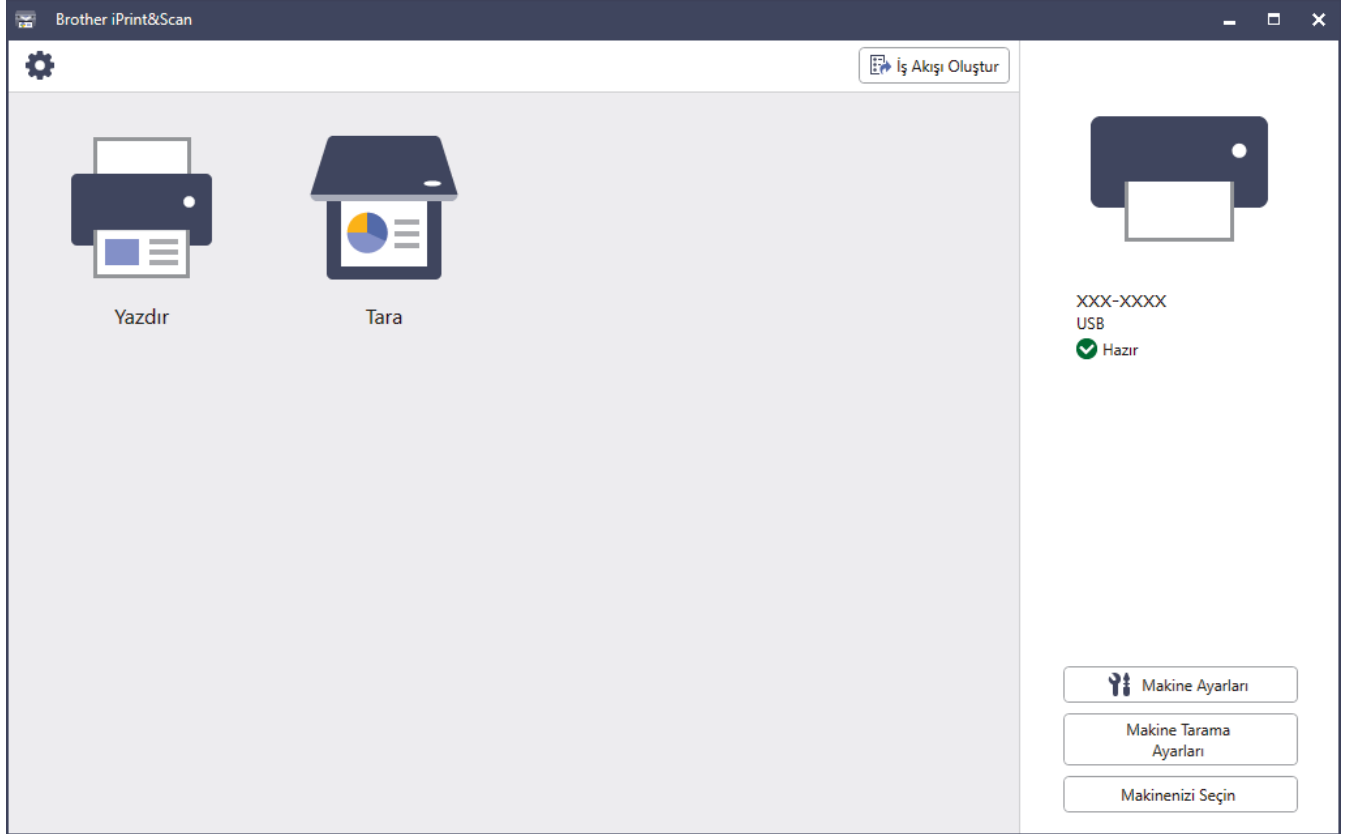 Brother iPrint&Scan
İş Akışı Oluştur
Yazdır
Tara
XXX-XXXX
USB
Hazır
Makine Ayarları
Makine Tarama
Ayarları
Makinenizi Seçin